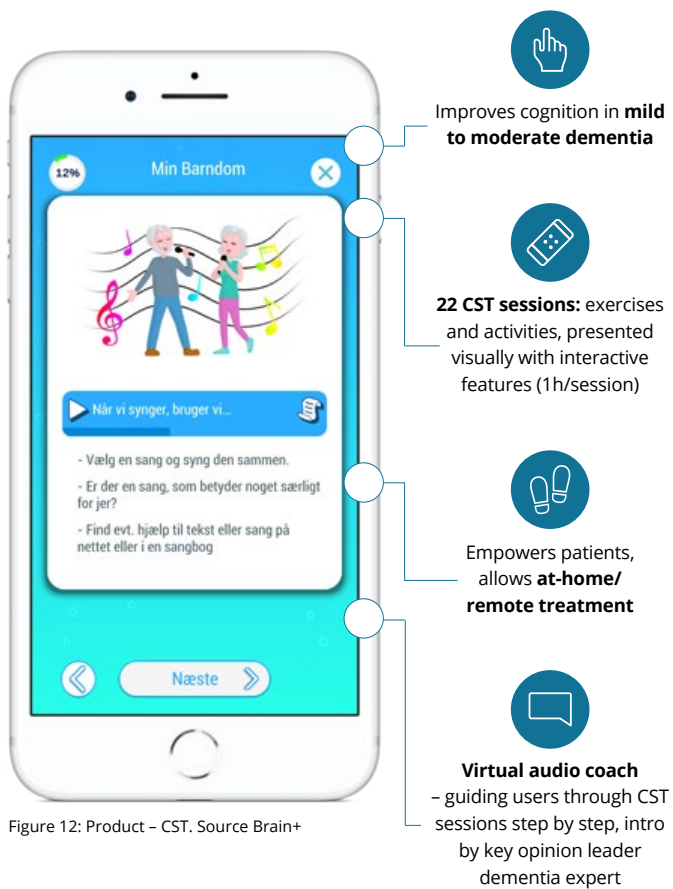 12%
Min Barndom
Når vi synger, bruger vi...
- Vælg en sang og syng den sammen.
- Er der en sang, som betyder noget særligt
for jer?
- Find evt. hjælp til tekst eller sang på
nettet eller i en sangbog
Næste
Figure 12: Product – CST. Source Brain+
Improves cognition in mild
to moderate dementia
22 CST sessions: exercises
and activities, presented
visually with interactive
features (1h/session)
Empowers patients,
allows at-home/
remote treatment
Virtual audio coach
– guiding users through CST
sessions step by step, intro
by key opinion leader
dementia expert